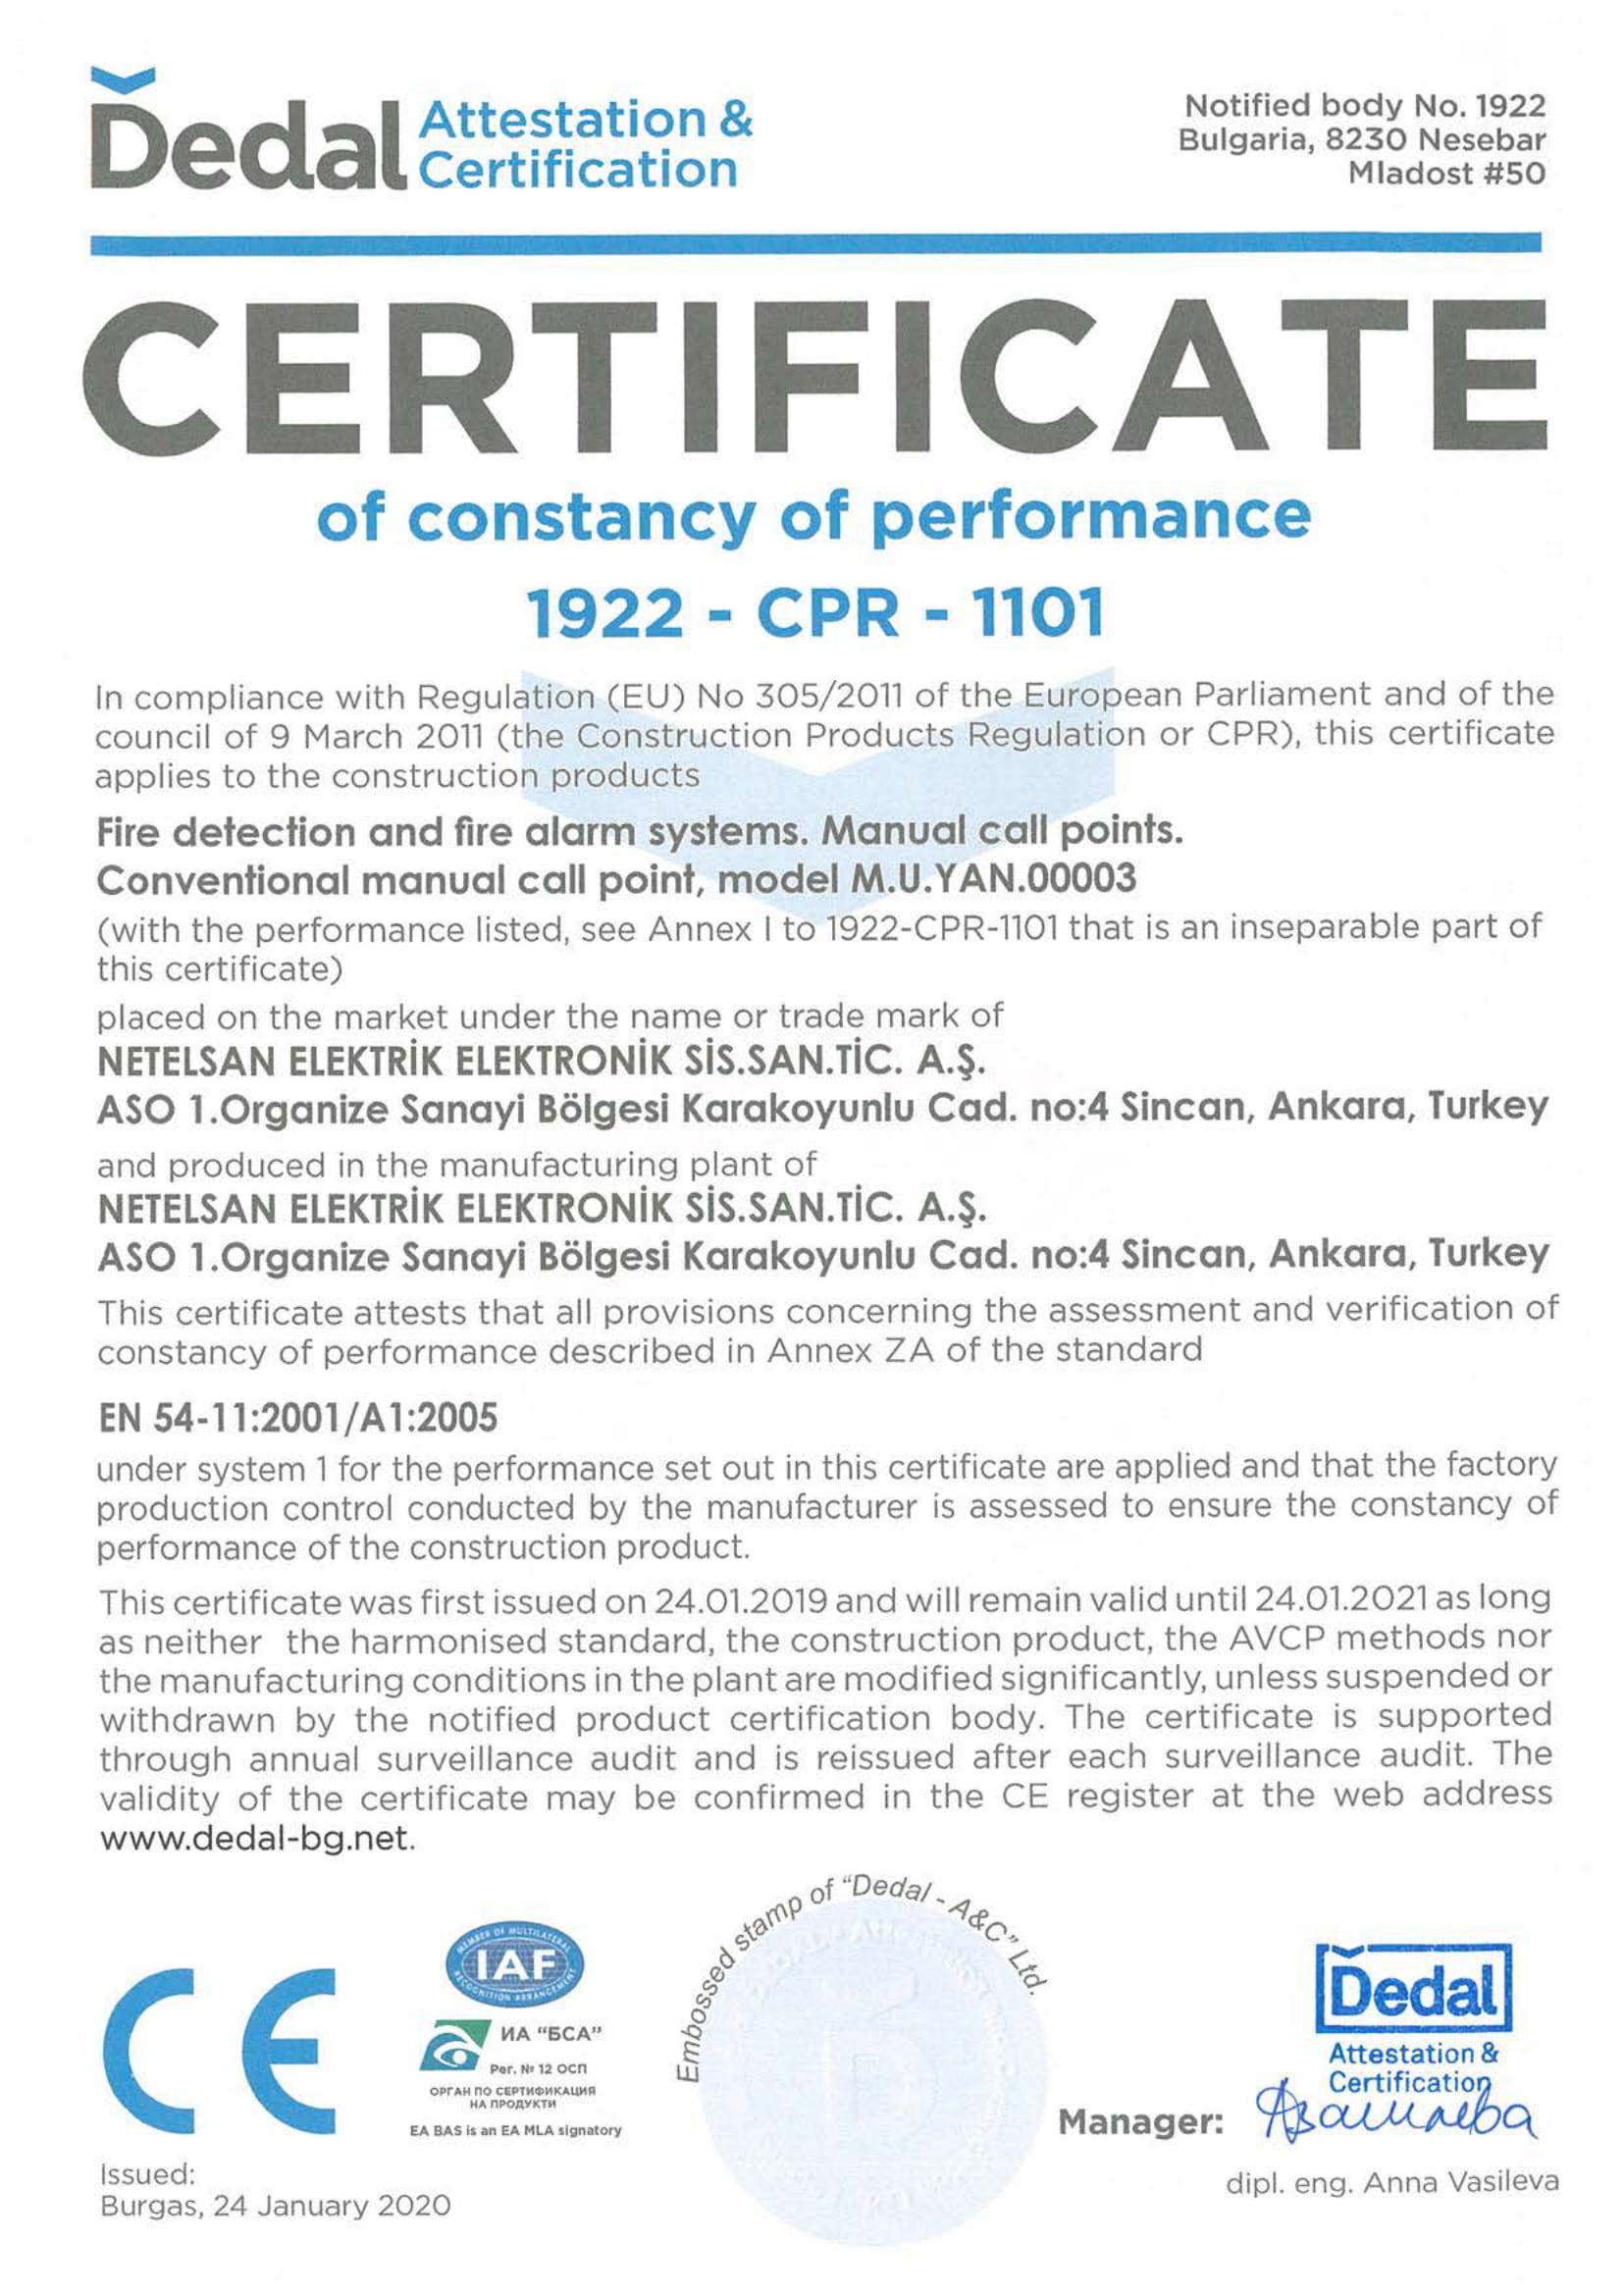 Dedal Attestation &
Certification
Notified body No. 1922
Bulgaria, 8230 Nesebar
Mladost #50
CERTIFICATE
of constancy of performance
1922 - CPR - 1101
In compliance with Regulation (EU) No 305/2011 of the European Parliament and of the
council of 9 March 2011 (the Construction Products Regulation or CPR), this certificate
applies to the construction products
Fire detection and fire alarm systems. Manual call points.
Conventional manual call point, model M.U.YAN.00003
(with the performance listed, see Annex I to 1922-CPR-1101 that is an inseparable part of
this certificate)
placed on the market under the name or trade mark of
NETELSAN ELEKTRİK ELEKTRONİK SİS.SAN.TİC. A.Ş.
ASO 1.Organize Sanayi Bölgesi Karakoyunlu Cad. no:4 Sincan, Ankara, Turkey
and produced in the manufacturing plant of
NETELSAN ELEKTRİK ELEKTRONİK SİS.SAN.TİC. A.Ş.
ASO 1.Organize Sanayi Bölgesi Karakoyunlu Cad. no:4 Sincan, Ankara, Turkey
This certificate attests that all provisions concerning the assessment and verification of
constancy of performance described in Annex ZA of the standard
EN 54-11:2001/A1:2005
under system 1 for the performance set out in this certificate are applied and that the factory
production control conducted by the manufacturer is assessed to ensure the constancy of
performance of the construction product.
This certificate was first issued on 24.01.2019 and will remain valid until 24.01.2021 as long
as neither the harmonised standard, the construction product, the AVCP methods nor
the manufacturing conditions in the plant are modified significantly, unless suspended or
withdrawn by the notified product certification body. The certificate is supported
through annual surveillance audit and is reissued after each surveillance audit. The
validity of the certificate may be confirmed in the CE register at the web address
www.dedal-bg.net.
CE
MEMBER OF MULTILATERAL
IAF
RECOGNITION ARRANGEMENT
ИА "БСА"
Рег. № 12 ОСП
ОРГАН ПО СЕРТИФИКАЦИЯ
НА ПРОДУКТИ
EA BAS is an EA MLA signatory
Embossed stamp of "Dedal - A&C" Ltd.
Dedal
Attestation &
Certification
Manager:
dipl. eng. Anna Vasileva
Issued:
Burgas, 24 January 2020